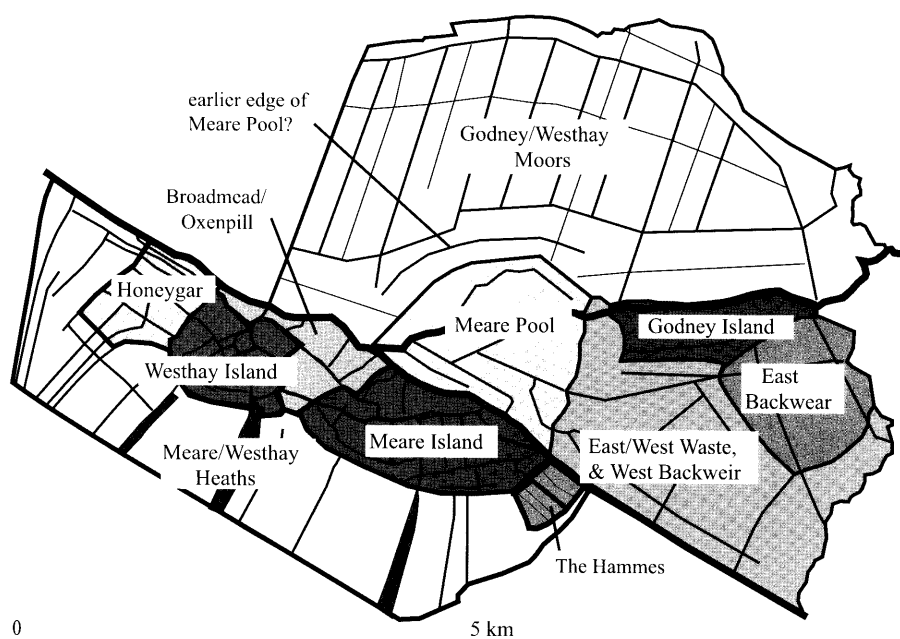 earlier edge of
Meare Pool?
Godney/Westhay
Moors
Broadmead/
Oxenpill
Honeygar
Meare Pool
Godney Island
Westhay Island
East
Backwear
Meare Island
East/West Waste,
& West Backweir
Meare/Westhay
Heaths
The Hammes
0
5 km